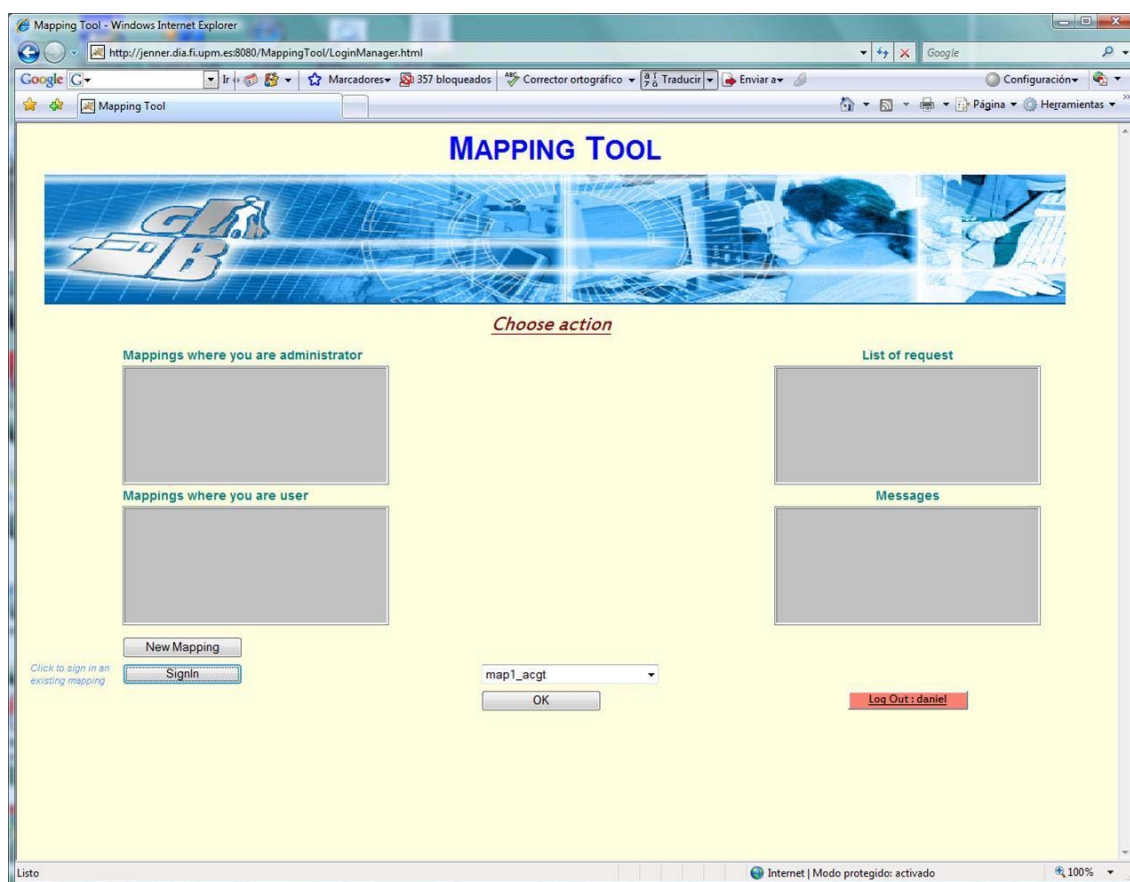 Mapping Tool - Windows Internet Explorer
http://jenner.dia.fi.upm.es:8080/MappingTool/LoginManager.html
Google
Google
Ir
Marcadores
357 bloqueados
Corrector ortográfico
Traducir
Enviar a
Configuración
Mapping Tool
Página
Herramientas
MAPPING TOOL
GIB
Choose action
Mappings where you are administrator
List of request
Mappings where you are user
Messages
New Mapping
Click to sign in an
existing mapping
SignIn
map1_acgt
OK
Log Out : daniel
Listo
Internet | Modo protegido: activado
100%